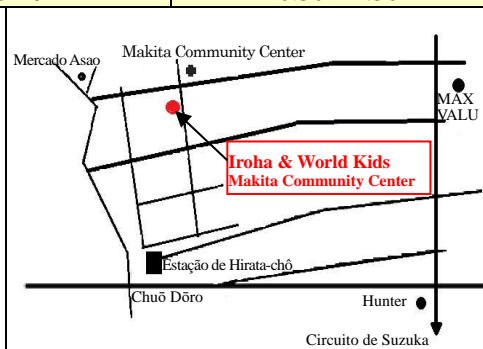 Makita Community Center
Mercado Asao
MAX
VALU
Iroha & World Kids
Makita Community Center
Estação de Hirata-chô
Chuō Dōro
Hunter
Circuito de Suzuka